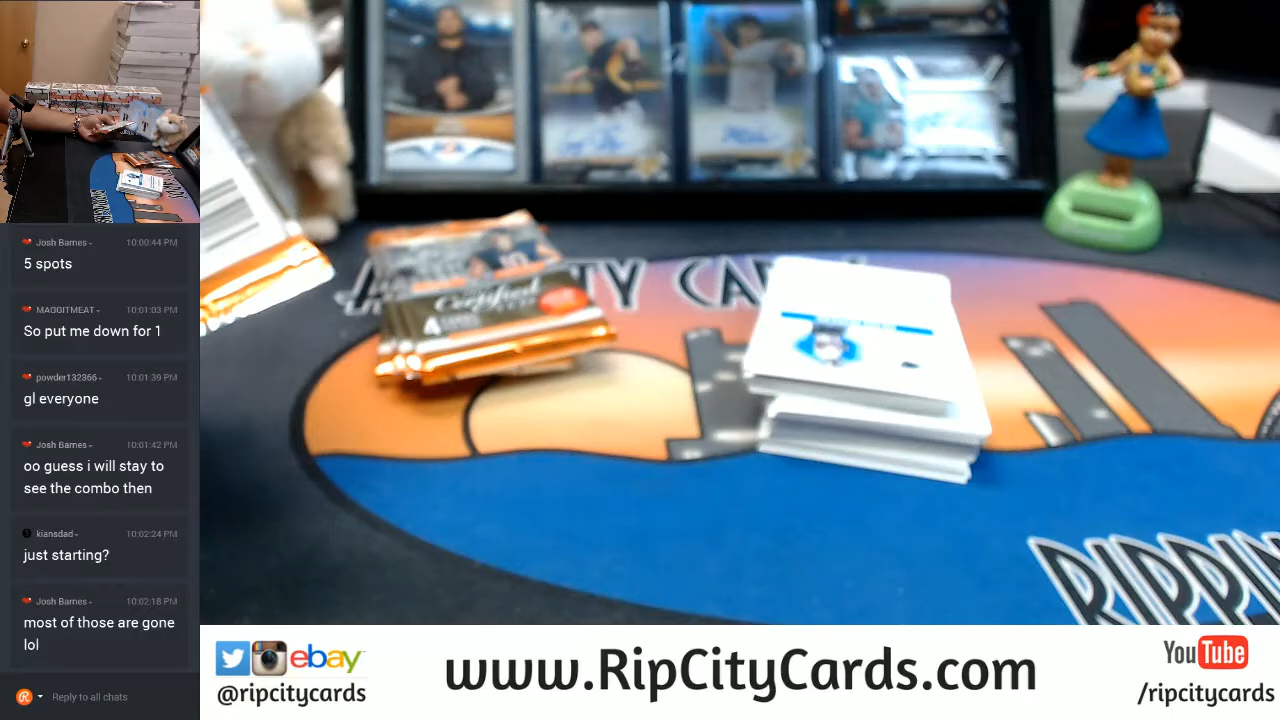 Josh Barnes 10:00:44 PM
5 spots
MAGGITMEAT 10:01:03 PM
So put me down for 1
powder132366 10:01:39 PM
gl everyone
Josh Barnes 10:01:42 PM
oo guess i will stay to
see the combo then
kiansdad 10:02:24 PM
just starting?
Josh Barnes 10:02:18 PM
most of those are gone
lol
Reply to all chats
Certified
4
RIPPIN
ebay
@ripcitycards
www.RipCityCards.com
YouTube
/ripcitycards